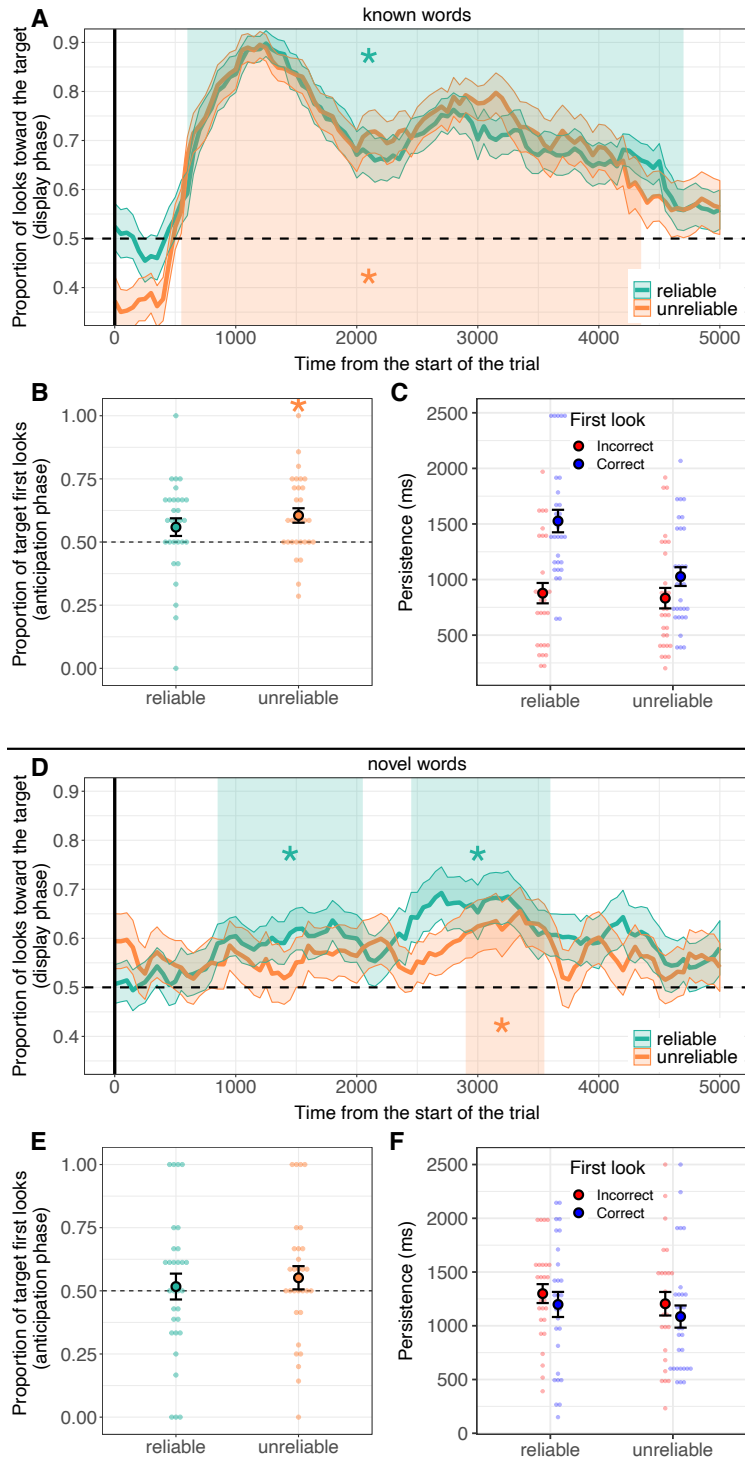 A
known words
0.9
0.8
0.7
0.6
0.5
0.4
Proportion of looks toward the target
(display phase)
*
*
reliable
unreliable
0
1000
2000
3000
4000
5000
Time from the start of the trial
B
1.00
0.75
0.50
0.25
0.00
Proportion of target first looks
(anticipation phase)
*
reliable
unreliable
C
2500
2000
1500
1000
500
Persistence (ms)
First look
Incorrect
Correct
reliable
unreliable
D
novel words
0.9
0.8
0.7
0.6
0.5
0.4
Proportion of looks toward the target
(display phase)
*
*
*
reliable
unreliable
0
1000
2000
3000
4000
5000
Time from the start of the trial
E
1.00
0.75
0.50
0.25
0.00
Proportion of target first looks
(anticipation phase)
reliable
unreliable
F
2500
2000
1500
1000
500
0
Persistence (ms)
First look
Incorrect
Correct
reliable
unreliable